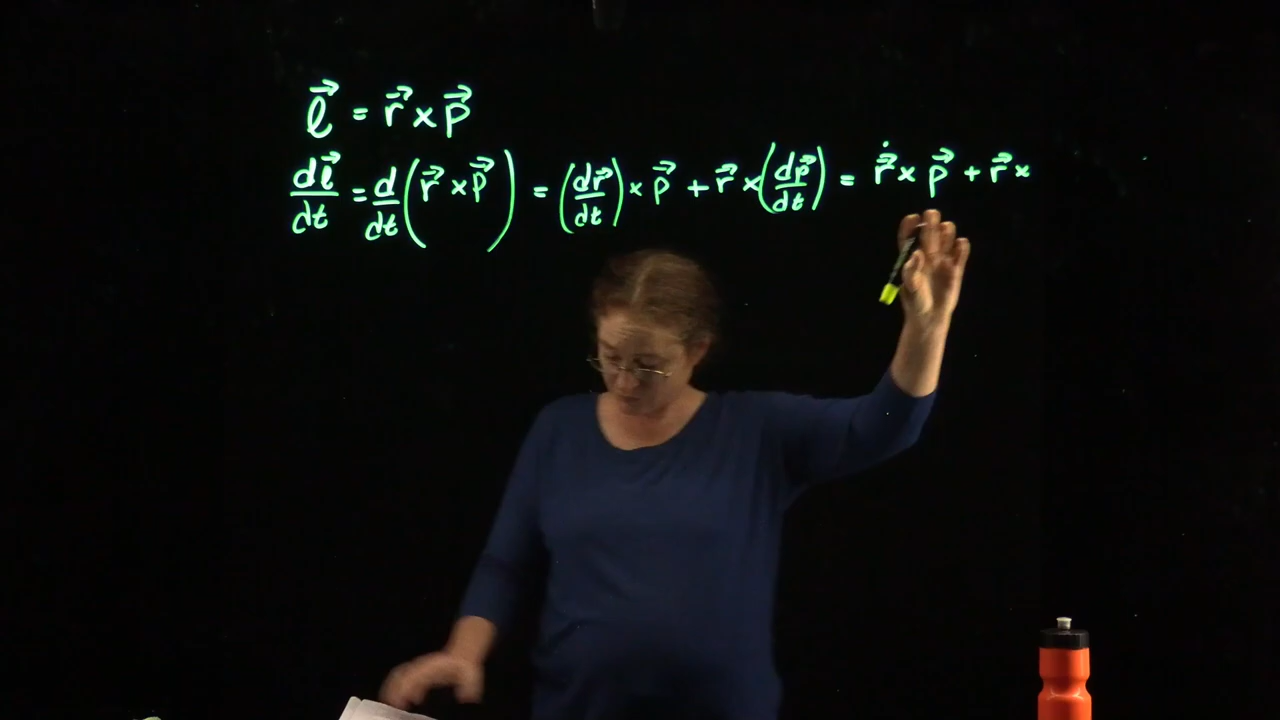 ℓ⃗ = r⃗ × p⃗
dℓ⃗/dt = d/dt (r⃗ × p⃗) = (dr⃗/dt) × p⃗ + r⃗ × (dp⃗/dt) = ṙ⃗ × p⃗ + r⃗ ×